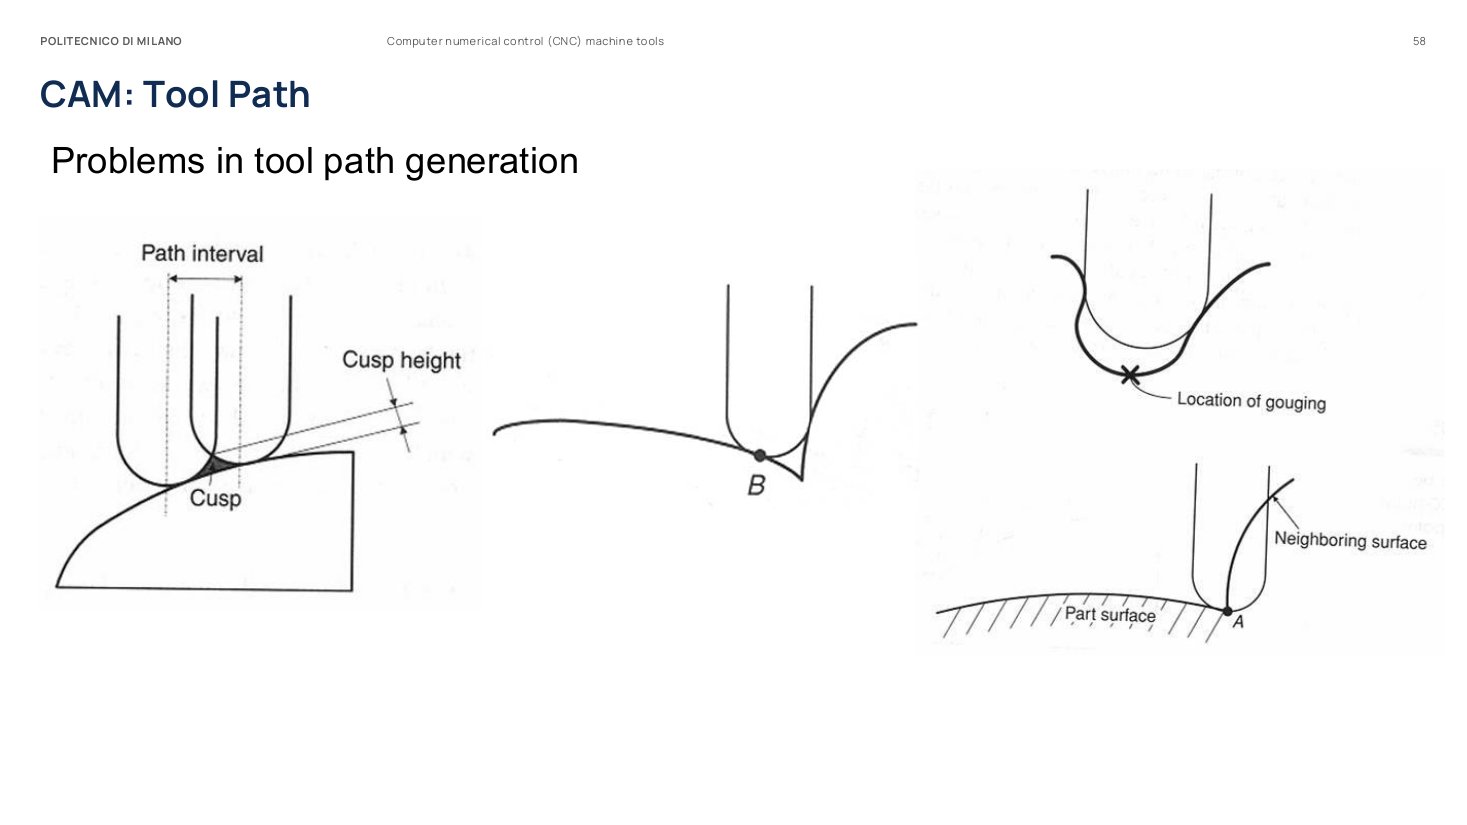 POLITECNICO DI MILANO
Computer numerical control (CNC) machine tools
58
CAM: Tool Path
Problems in tool path generation
Path interval
Cusp height
Cusp
B
Location of gouging
Neighboring surface
Part surface
A